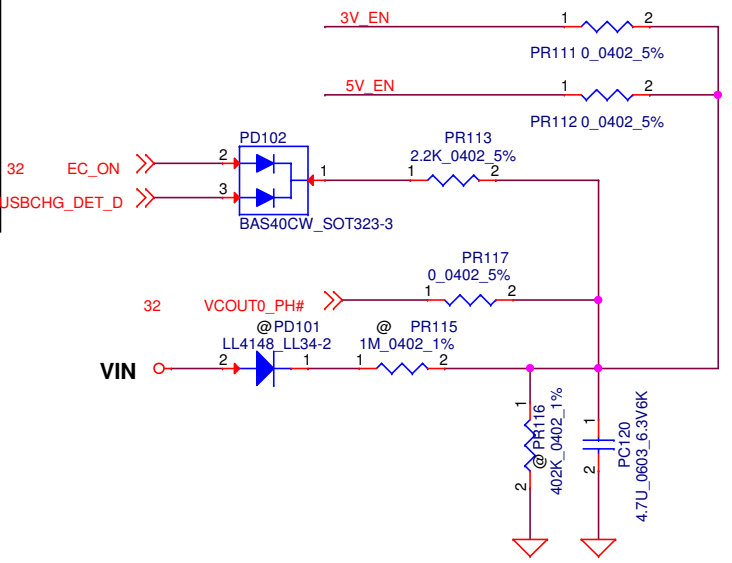 3V_EN
1
2
PR111 0_0402_5%
5V_EN
1
2
PR112 0_0402_5%
PD102
PR113
2.2K_0402_5%
32
EC_ON
2
1
1
2
USBCHG_DET_D
3
BAS40CW_SOT323-3
PR117
0_0402_5%
32
VCOUT0_PH#
1
2
@ PD101
@ PR115
LL4148_LL34-2
1M_0402_1%
VIN
2
1
1
2
1
2
@ PR116
402K_0402_1%
1
2
PC120
4.7U_0603_6.3V6K